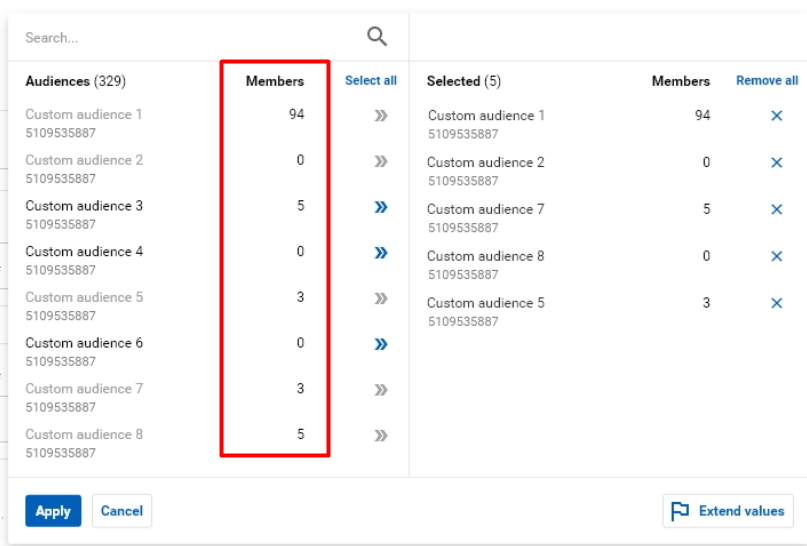 Search...
Audiences (329) Members Select all
Custom audience 1 94
5109535887
Custom audience 2 0
5109535887
Custom audience 3 5
5109535887
Custom audience 4 0
5109535887
Custom audience 5 3
5109535887
Custom audience 6 0
5109535887
Custom audience 7 3
5109535887
Custom audience 8 5
5109535887
Selected (5) Members Remove all
Custom audience 1 94
5109535887
Custom audience 2 0
5109535887
Custom audience 7 5
5109535887
Custom audience 8 0
5109535887
Custom audience 5 3
5109535887
Apply Cancel Extend values